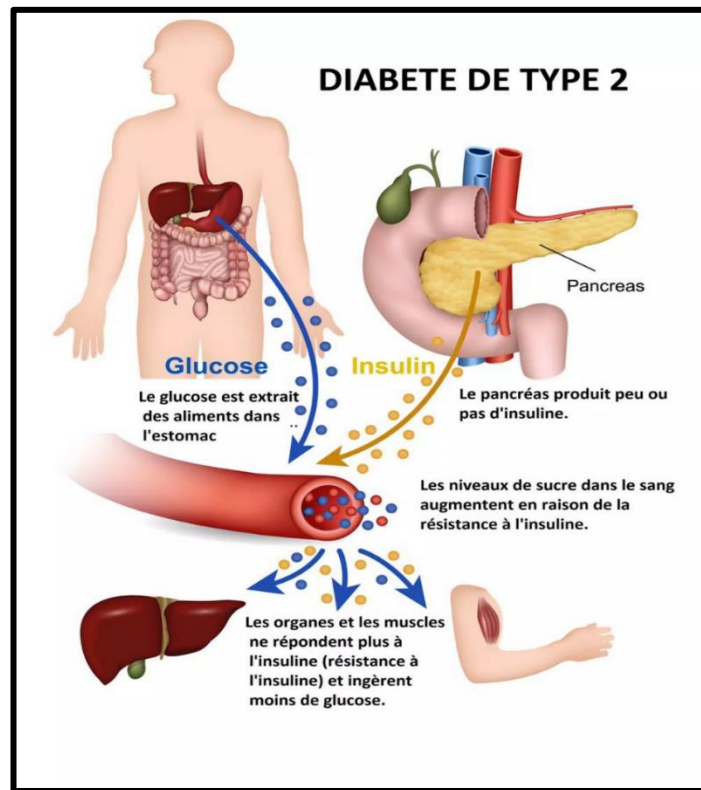 DIABETE DE TYPE 2
Pancreas
Glucose
Le glucose est extrait
des aliments dans
l'estomac
Insulin
Le pancréas produit peu ou
pas d'insuline.
Les niveaux de sucre dans le sang
augmentent en raison de la
résistance à l'insuline.
Les organes et les muscles
ne répondent plus à
l'insuline (résistance à
l'insuline) et ingèrent
moins de glucose.